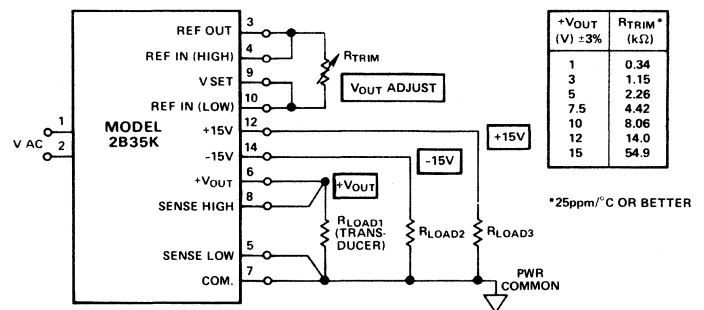 MODEL
2B35K
V AC
1
2
REF OUT 3
REF IN (HIGH) 4
V SET 9
REF IN (LOW) 10
+15V 12
-15V 14
+VOUT 6
SENSE HIGH 8
SENSE LOW 5
COM. 7
RTRIM
VOUT ADJUST
+15V
-15V
+VOUT
RLOAD1
(TRANS-
DUCER)
RLOAD2
RLOAD3
PWR
COMMON
+VOUT RTRIM*
(V) ±3% (kΩ)
1 0.34
3 1.15
5 2.26
7.5 4.42
10 8.06
12 14.0
15 54.9
*25ppm/°C OR BETTER